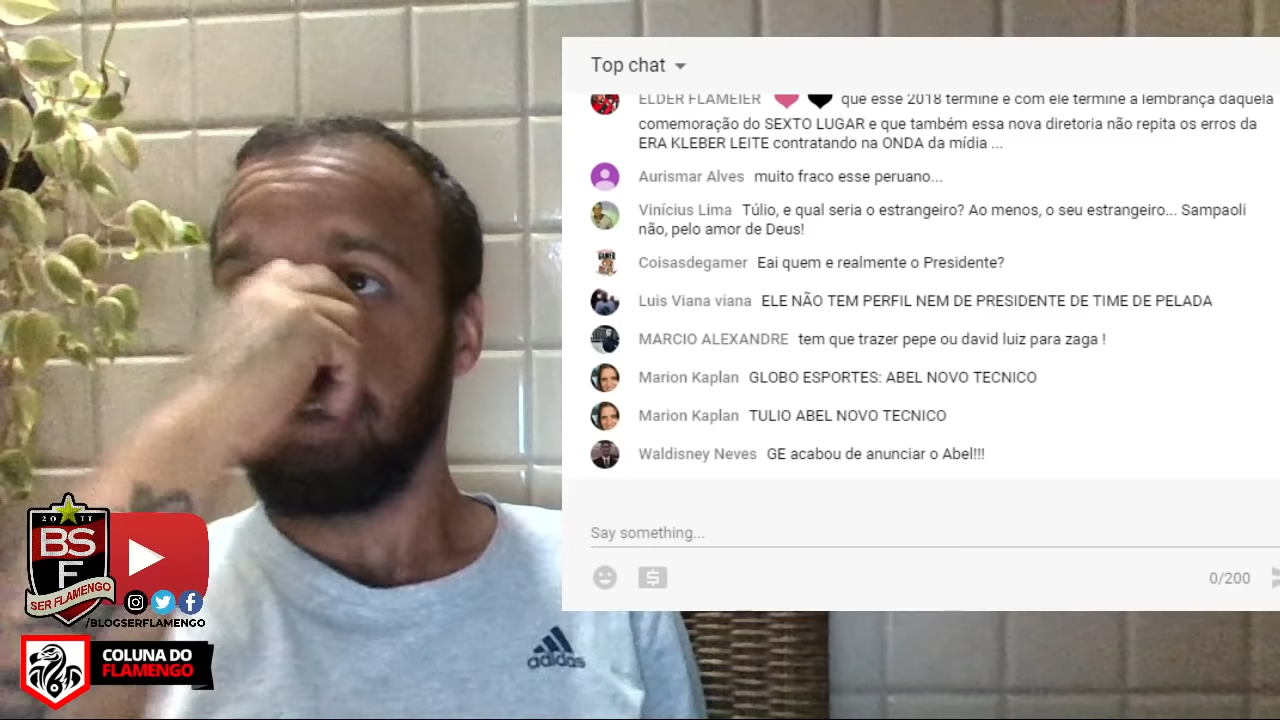 Top chat
ELDER FLAMEIER que esse 2018 termine e com ele termine a lembrança daquela
comemoração do SEXTO LUGAR e que também essa nova diretoria não repita os erros da
ERA KLEBER LEITE contratando na ONDA da mídia ...
Aurismar Alves muito fraco esse peruano...
Vinícius Lima Túlio, e qual seria o estrangeiro? Ao menos, o seu estrangeiro... Sampaoli
não, pelo amor de Deus!
Coisasdegamer Eai quem e realmente o Presidente?
Luis Viana viana ELE NÃO TEM PERFIL NEM DE PRESIDENTE DE TIME DE PELADA
MARCIO ALEXANDRE tem que trazer pepe ou david luiz para zaga !
Marion Kaplan GLOBO ESPORTES: ABEL NOVO TECNICO
Marion Kaplan TULIO ABEL NOVO TECNICO
Waldisney Neves GE acabou de anunciar o Abel!!!
Say something...
0/200
2011
BSF
SER FLAMENGO
/BLOGSERFLAMENGO
COLUNA DO
FLAMENGO
adidas